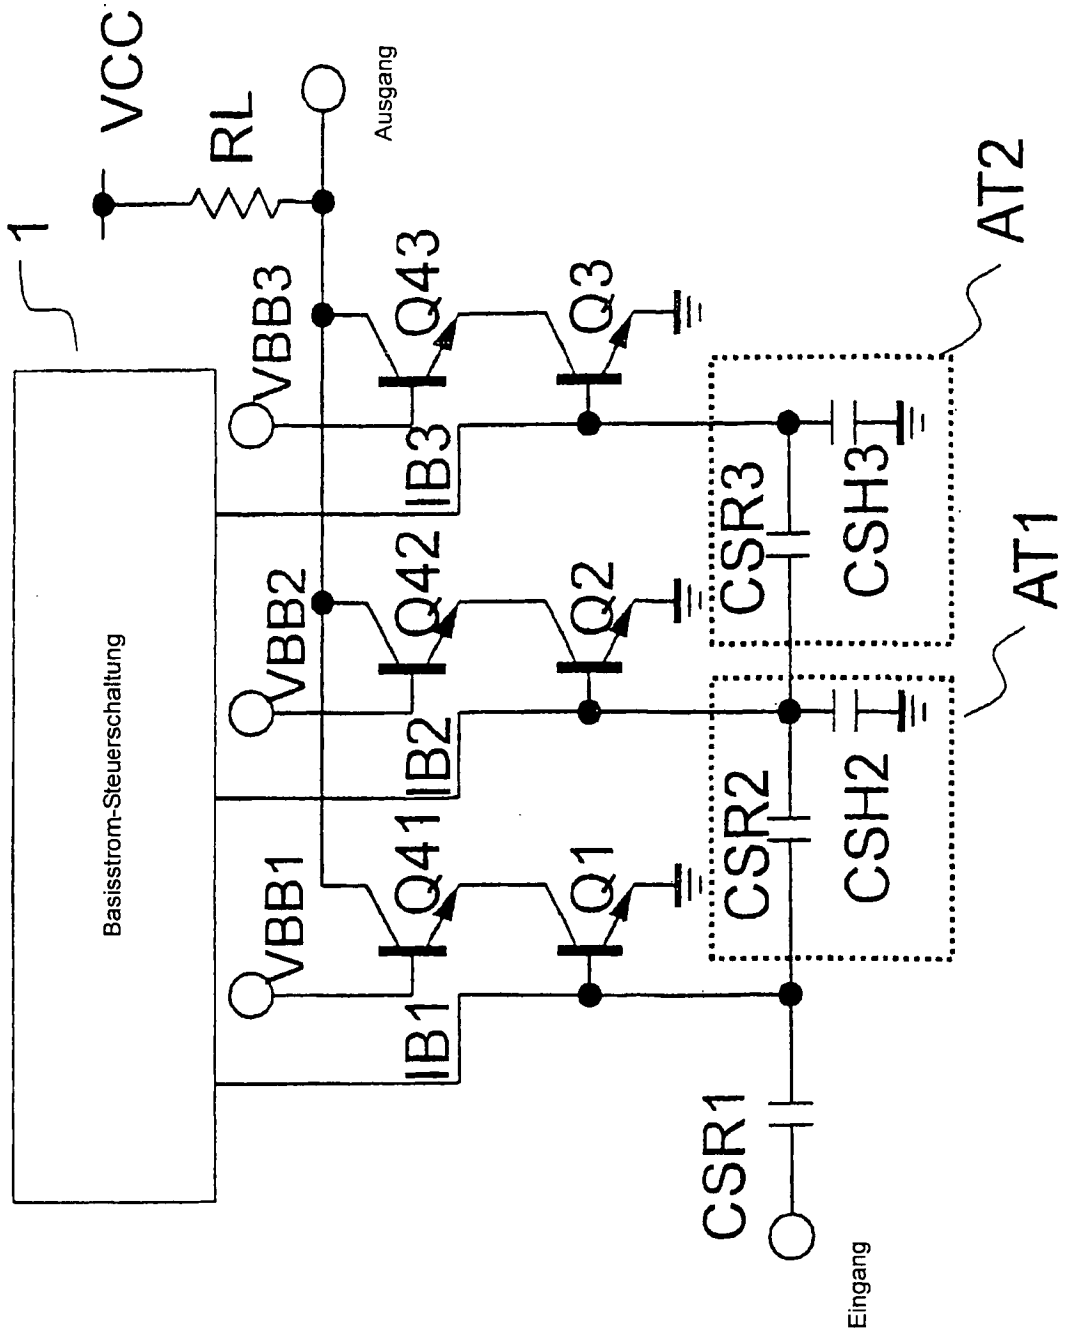 1
VCC
RL
Ausgang
Basisstrom-Steuerschaltung
VBB1
VBB2
VBB3
Q41
Q42
Q43
IB1
IB2
IB3
Q1
Q2
Q3
CSR1
CSR2
CSR3
CSH2
CSH3
Eingang
AT1
AT2